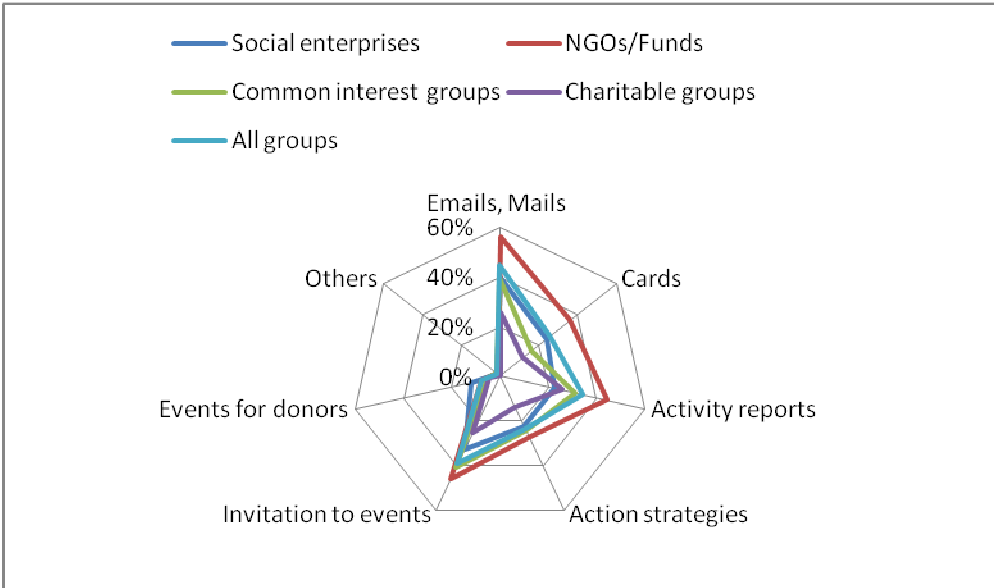 Social enterprises
NGOs/Funds
Common interest groups
Charitable groups
All groups
Emails, Mails
60%
Others
40%
Cards
20%
0%
Events for donors
Activity reports
Invitation to events
Action strategies